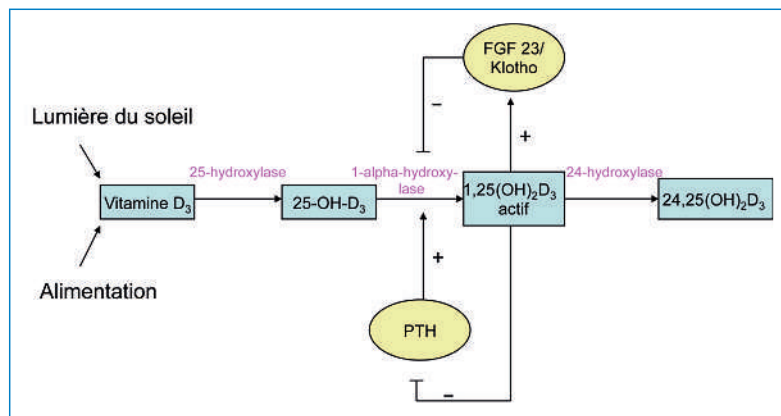 FGF 23/
Klotho
–
+
Lumière du soleil
25-hydroxylase
1-alpha-hydroxy-
lase
24-hydroxylase
Vitamine D₃
25-OH-D₃
1,25(OH)₂D₃
actif
24,25(OH)₂D₃
+
Alimentation
PTH
–